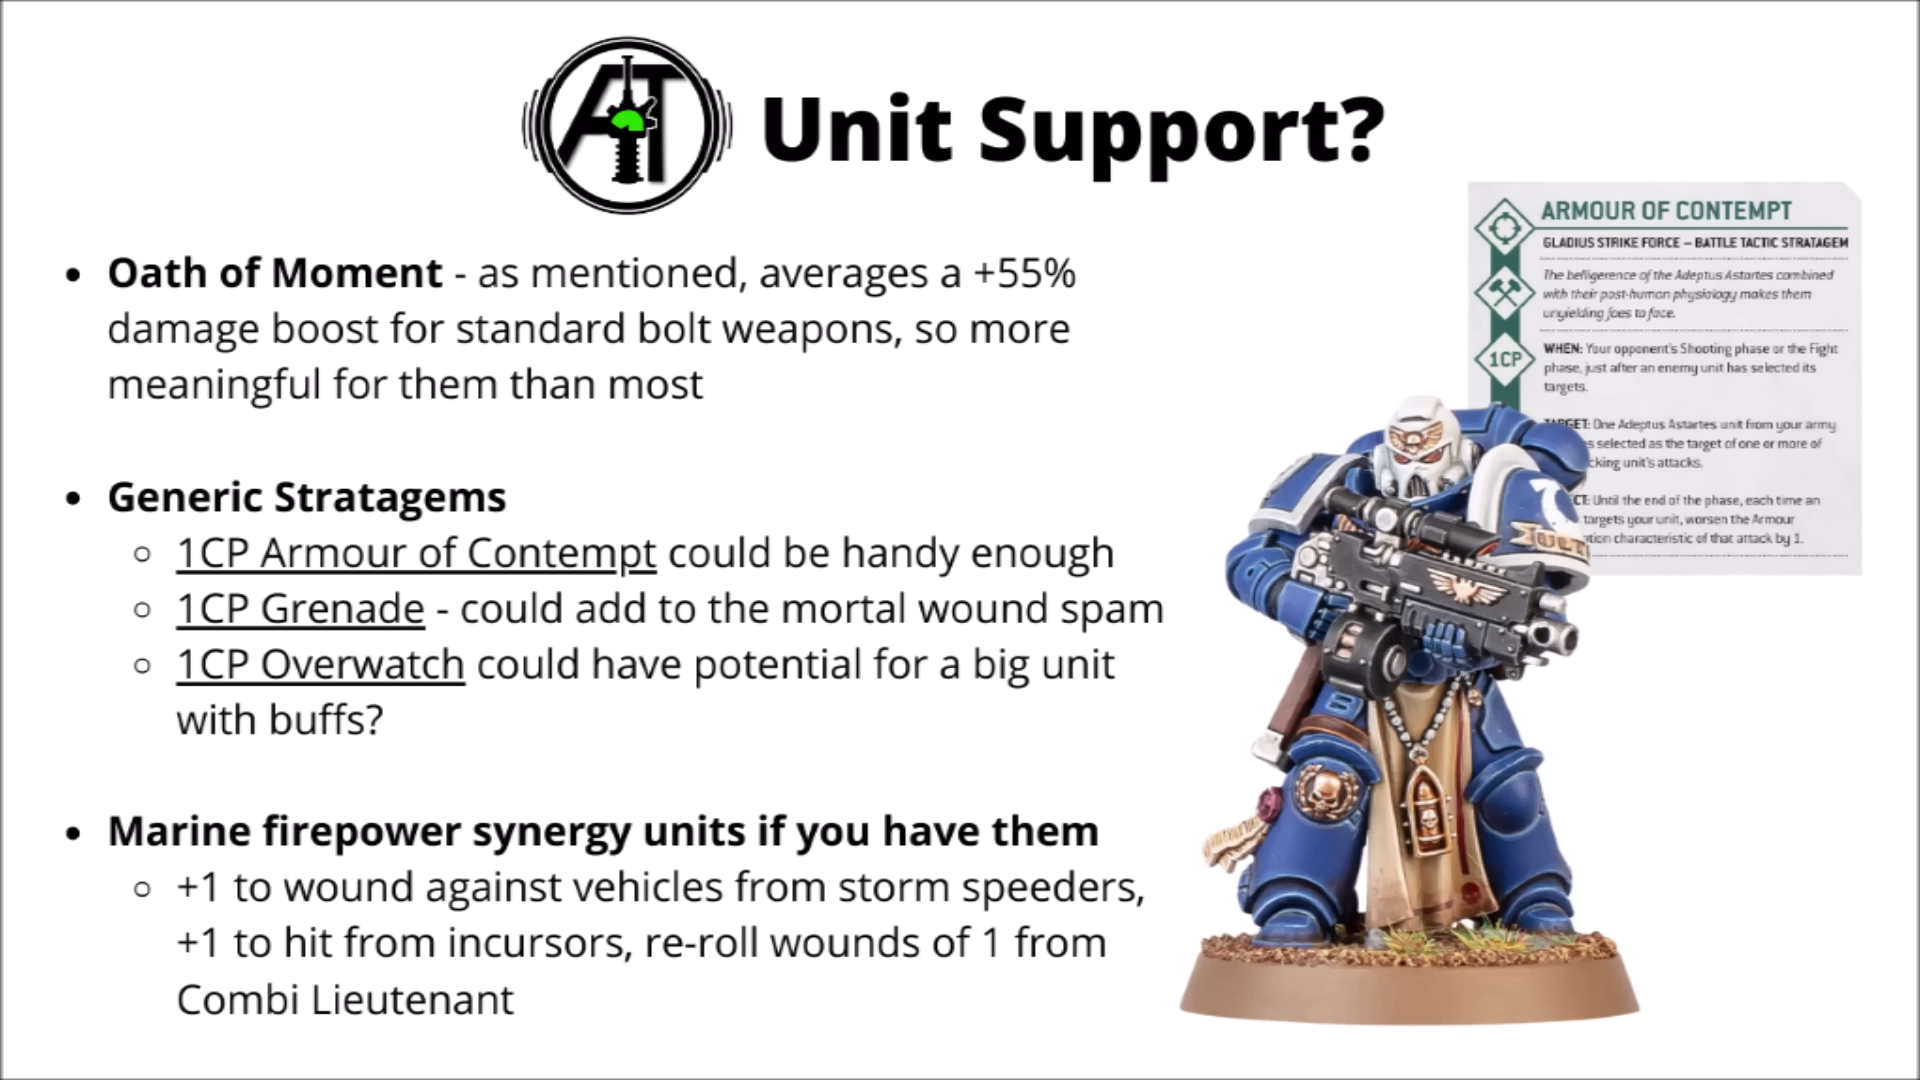 AT
Unit Support?
• Oath of Moment - as mentioned, averages a +55%
damage boost for standard bolt weapons, so more
meaningful for them than most
• Generic Stratagems
○ 1CP Armour of Contempt could be handy enough
○ 1CP Grenade - could add to the mortal wound spam
○ 1CP Overwatch could have potential for a big unit
with buffs?
• Marine firepower synergy units if you have them
○ +1 to wound against vehicles from storm speeders,
+1 to hit from incursors, re-roll wounds of 1 from
Combi Lieutenant
ARMOUR OF CONTEMPT
GLADIUS STRIKE FORCE – BATTLE TACTIC STRATAGEM
The belligerence of the Adeptus Astartes combined
with their post-human physiology makes them
unyielding foes to face.
1CP
WHEN: Your opponent's Shooting phase or the Fight
phase, just after an enemy unit has selected its
targets.
TARGET: One Adeptus Astartes unit from your army
s selected as the target of one or more of
cking unit's attacks.
CT: Until the end of the phase, each time an
targets your unit, worsen the Armour
tion characteristic of that attack by 1.